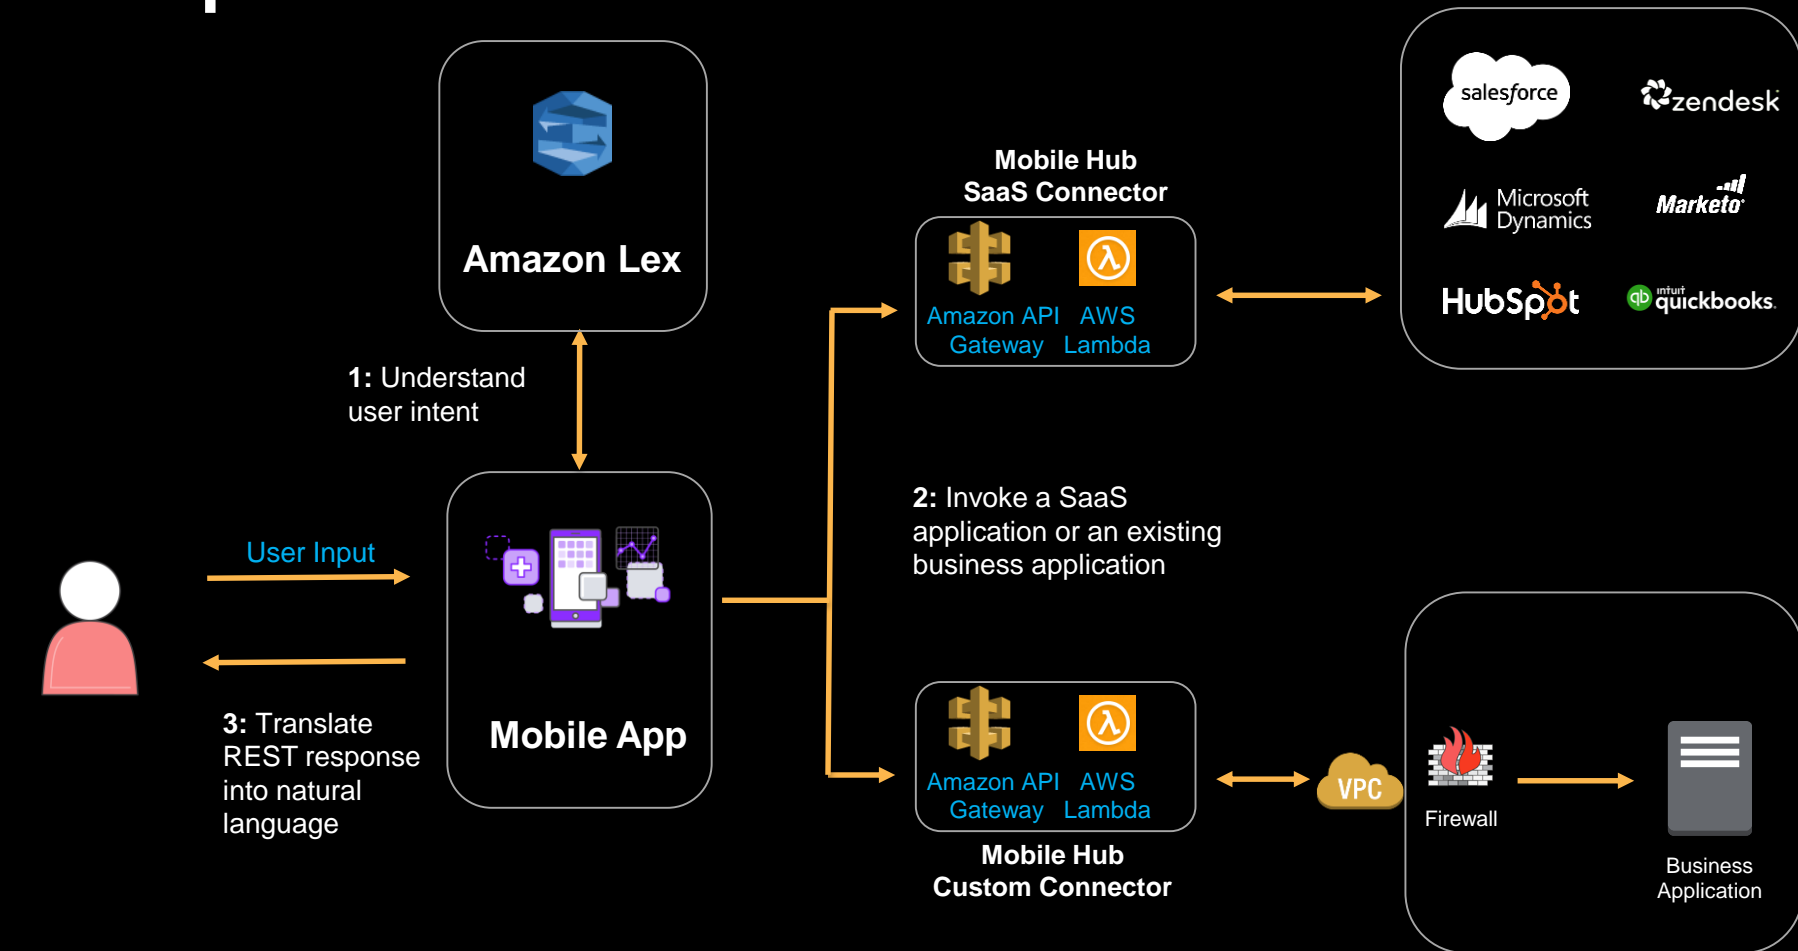 Amazon Lex
1: Understand
user intent
User Input
3: Translate
REST response
into natural
language
Mobile App
Mobile Hub
SaaS Connector
Amazon API
Gateway
AWS
Lambda
2: Invoke a SaaS
application or an existing
business application
Amazon API
Gateway
AWS
Lambda
Mobile Hub
Custom Connector
salesforce
zendesk
Microsoft
Dynamics
Marketo
HubSpot
qb
intuit
quickbooks.
VPC
Firewall
Business
Application